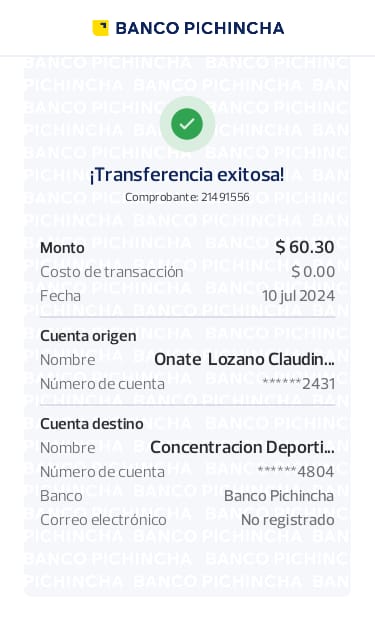 BANCO PICHINCHA
¡Transferencia exitosa!
Comprobante: 21491556
Monto $ 60.30
Costo de transacción $ 0.00
Fecha 10 jul 2024
Cuenta origen
Nombre Onate Lozano Claudin...
Número de cuenta ******2431
Cuenta destino
Nombre Concentracion Deporti...
Número de cuenta ******4804
Banco Banco Pichincha
Correo electrónico No registrado